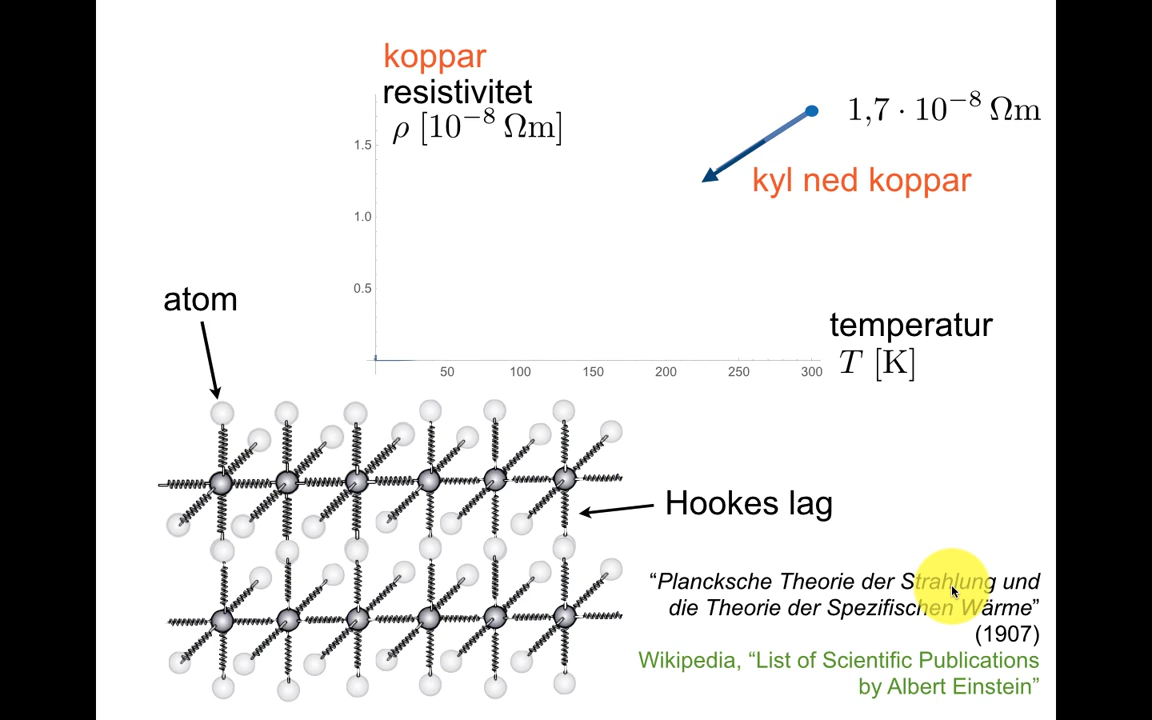 koppar
resistivitet
ρ [10⁻⁸ Ωm]
1,7 · 10⁻⁸ Ωm
kyl ned koppar
1.5
1.0
0.5
50 100 150 200 250 300
temperatur
T [K]
atom
Hookes lag
“Plancksche Theorie der Strahlung und
die Theorie der Spezifischen Wärme”
(1907)
Wikipedia, “List of Scientific Publications
by Albert Einstein”